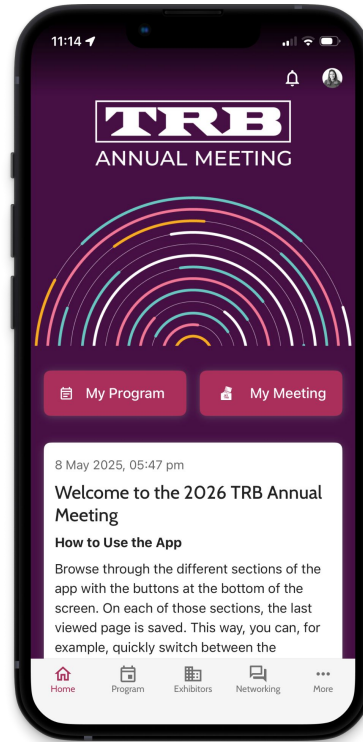 11:14
TRB
ANNUAL MEETING
My Program
My Meeting
8 May 2025, 05:47 pm
Welcome to the 2026 TRB Annual
Meeting
How to Use the App
Browse through the different sections of the
app with the buttons at the bottom of the
screen. On each of those sections, the last
viewed page is saved. This way, you can, for
example, quickly switch between the
Home
Program
Exhibitors
Networking
More